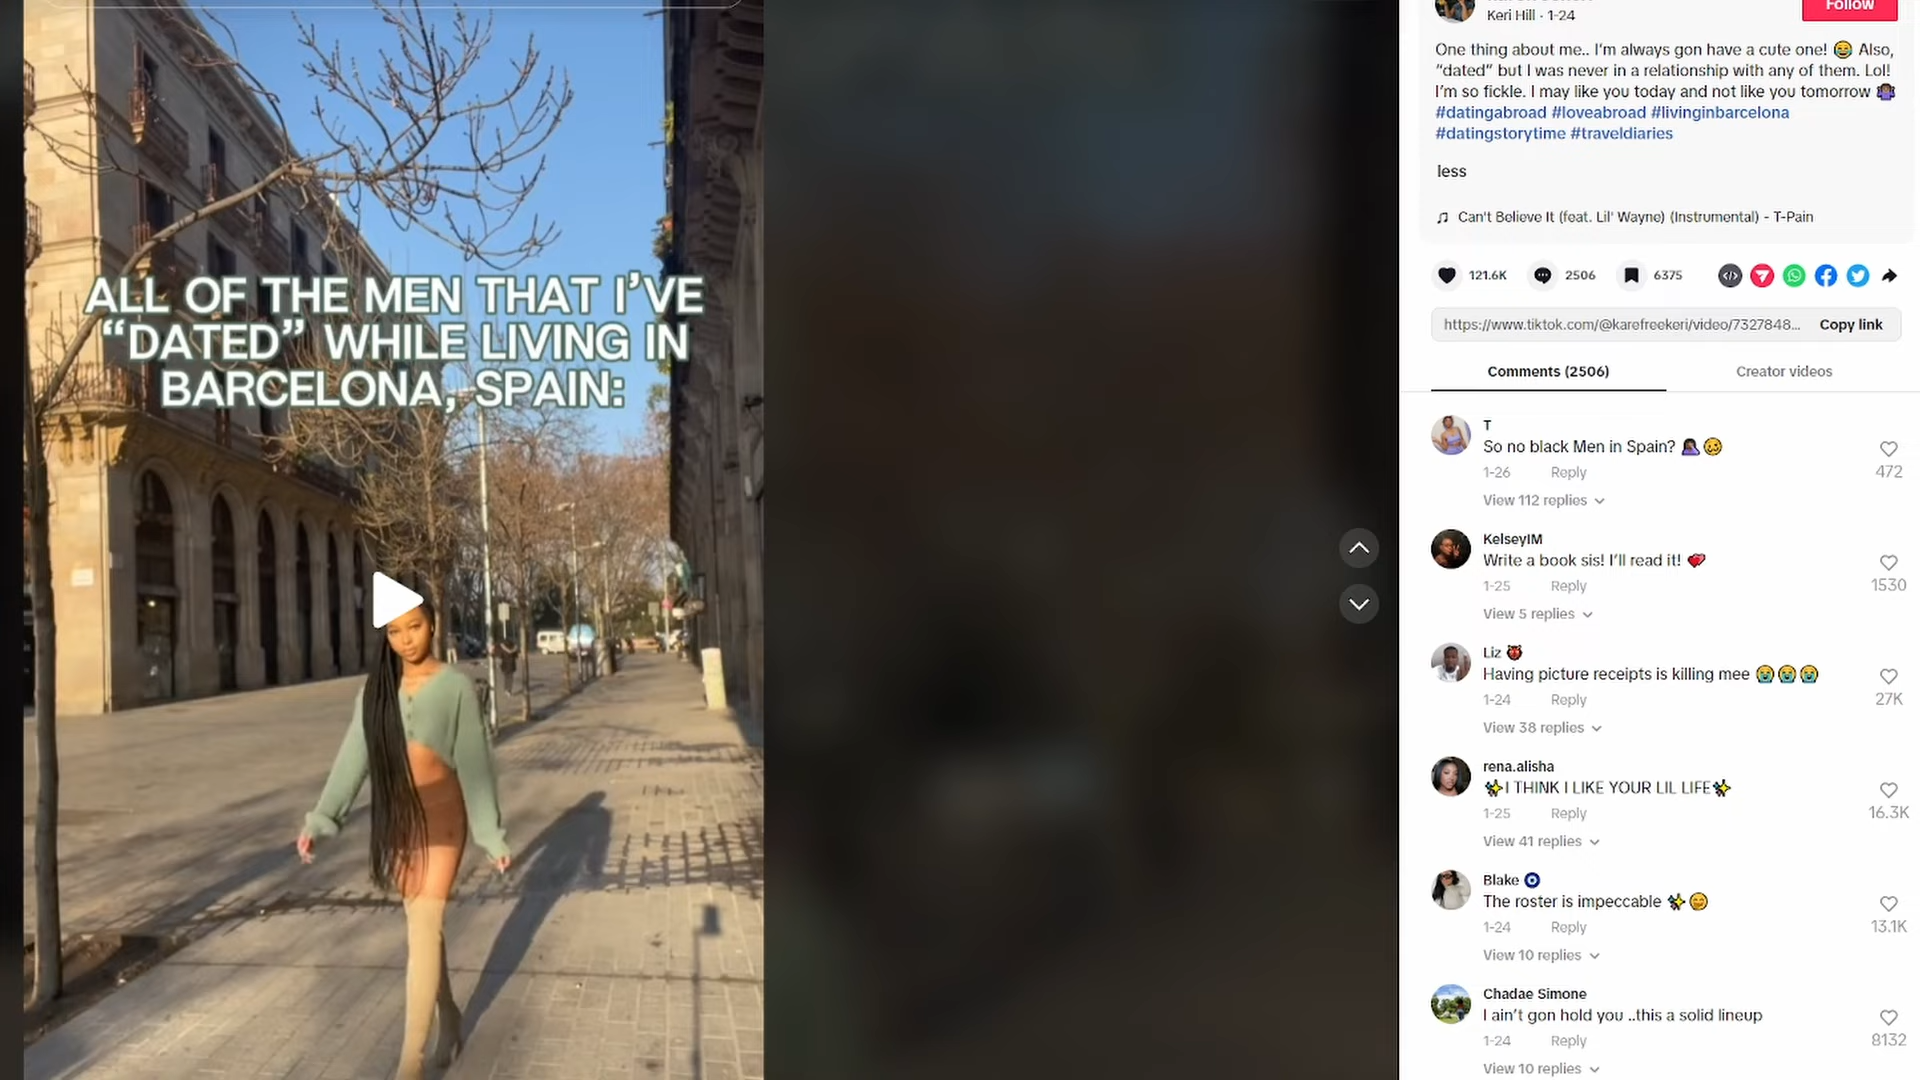 ALL OF THE MEN THAT I'VE
"DATED" WHILE LIVING IN
BARCELONA, SPAIN:
Follow
Keri Hill · 1-24
One thing about me.. I'm always gon have a cute one! 😂 Also,
"dated" but I was never in a relationship with any of them. Lol!
I'm so fickle. I may like you today and not like you tomorrow 🤷🏾‍♀️
#datingabroad #loveabroad #livinginbarcelona
#datingstorytime #traveldiaries
less
Can't Believe It (feat. Lil' Wayne) (Instrumental) - T-Pain
121.6K 2506 6375
https://www.tiktok.com/@karefreekeri/video/7327848... Copy link
Comments (2506) Creator videos
T
So no black Men in Spain? 🤦🏾‍♀️🥴
472
1-26 Reply
View 112 replies
KelseyIM
Write a book sis! I'll read it! 💕
1530
1-25 Reply
View 5 replies
Liz 👹
Having picture receipts is killing mee 😭😭😭
27K
1-24 Reply
View 38 replies
rena.alisha
✨I THINK I LIKE YOUR LIL LIFE✨
16.3K
1-25 Reply
View 41 replies
Blake 🧿
The roster is impeccable ✨😄
13.1K
1-24 Reply
View 10 replies
Chadae Simone
I ain't gon hold you ..this a solid lineup
8132
1-24 Reply
View 10 replies